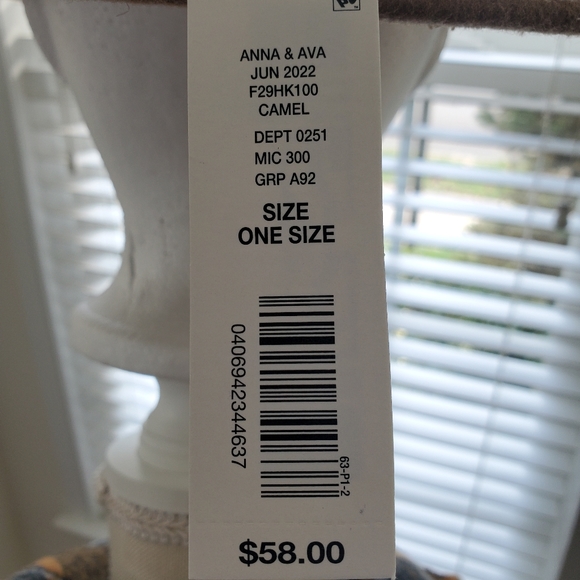 ANNA & AVA
JUN 2022
F29HK100
CAMEL
DEPT 0251
MIC 300
GRP A92
SIZE
ONE SIZE
0406942344637
63-P1-2
$58.00